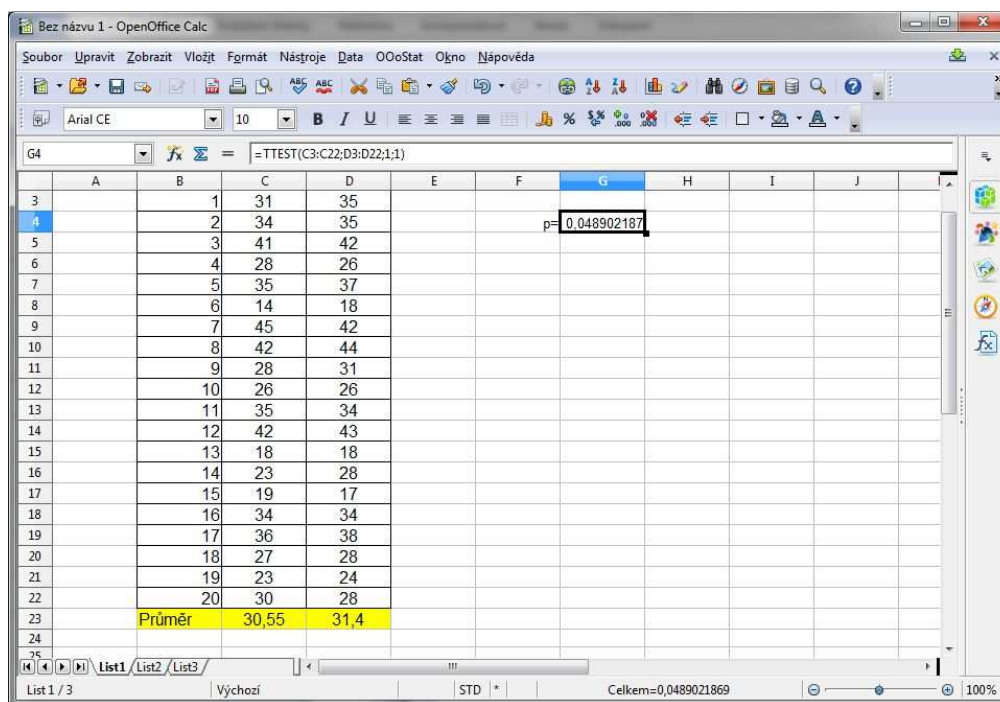 Bez názvu 1 - OpenOffice Calc
Soubor Upravit Zobrazit Vložit Formát Nástroje Data OOoStat Okno Nápověda
Arial CE 10 B I U
G4 =TTEST(C3:C22;D3:D22;1;1)
A B C D E F G H I J
3 1 31 35
4 2 34 35 p= 0,048902187
5 3 41 42
6 4 28 26
7 5 35 37
8 6 14 18
9 7 45 42
10 8 42 44
11 9 28 31
12 10 26 26
13 11 35 34
14 12 42 43
15 13 18 18
16 14 23 28
17 15 19 17
18 16 34 34
19 17 36 38
20 18 27 28
21 19 23 24
22 20 30 28
23 Průměr 30,55 31,4
24
25
List1 List2 List3
List 1 / 3 Výchozí STD * Celkem=0,0489021869 100%